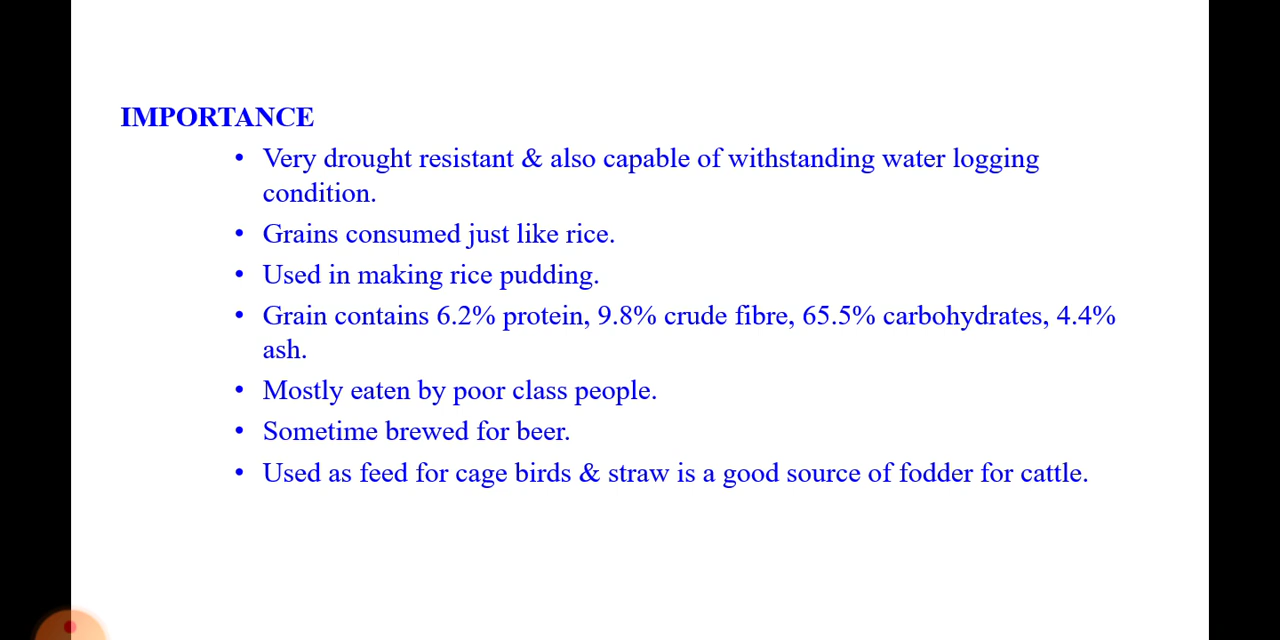 IMPORTANCE
• Very drought resistant & also capable of withstanding water logging
condition.
• Grains consumed just like rice.
• Used in making rice pudding.
• Grain contains 6.2% protein, 9.8% crude fibre, 65.5% carbohydrates, 4.4%
ash.
• Mostly eaten by poor class people.
• Sometime brewed for beer.
• Used as feed for cage birds & straw is a good source of fodder for cattle.